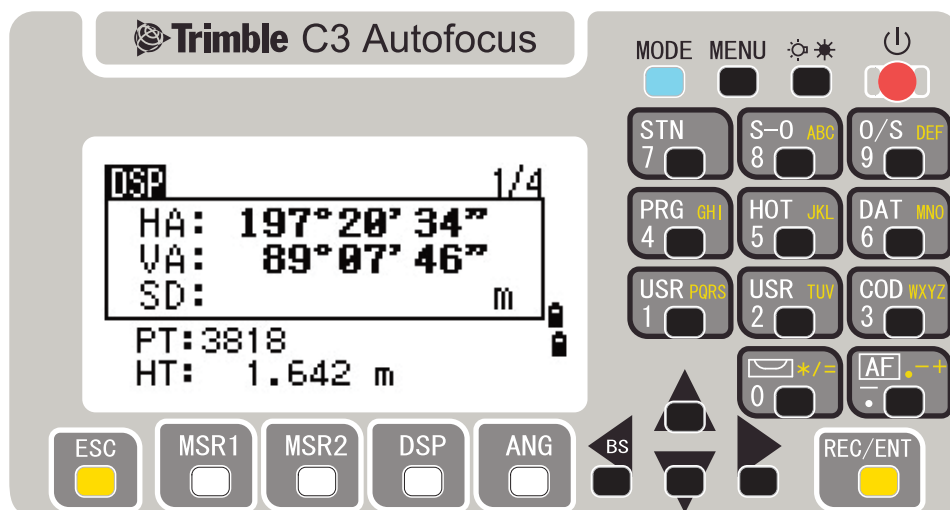 Trimble C3 Autofocus
MODE MENU
DSP 1/4
HA: 197°20'34"
VA: 89°07'46"
SD: m
PT:3818
HT: 1.642 m
STN
7
S-O ABC
8
O/S DEF
9
PRG GHI
4
HOT JKL
5
DAT MNO
6
USR PQRS
1
USR TUV
2
COD WXYZ
3
*/=
0
AF .-+
.
ESC
MSR1
MSR2
DSP
ANG
BS
REC/ENT